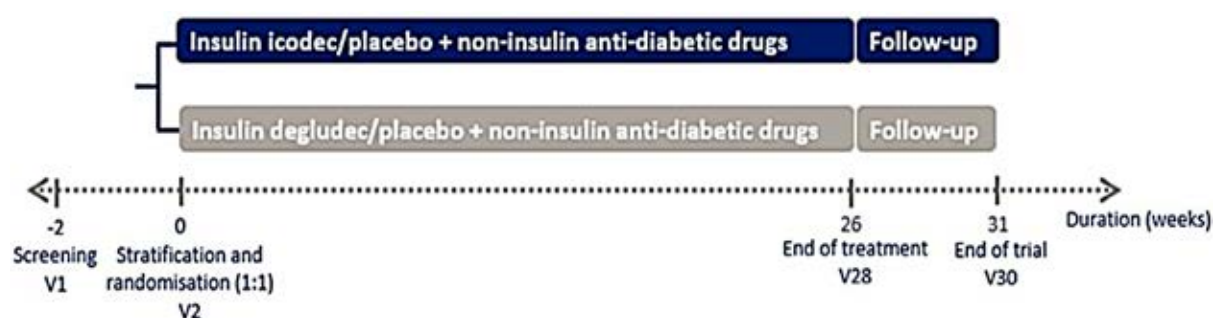 Insulin icodec/placebo + non-insulin anti-diabetic drugs Follow-up
Insulin degludec/placebo + non-insulin anti-diabetic drugs Follow-up
-2 0 26 31 Duration (weeks)
Screening Stratification and End of treatment End of trial
V1 randomisation (1:1) V28 V30
V2